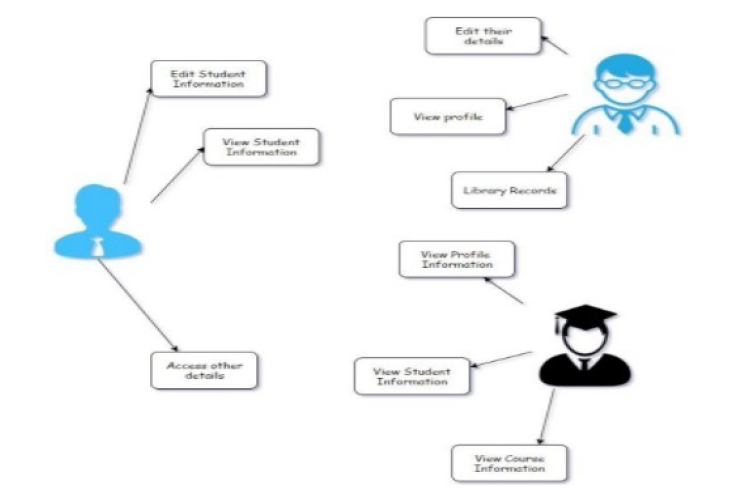 Edit their
details
Edit Student
Information
View profile
View Student
Information
Library Records
View Profile
Information
Access other
details
View Student
Information
View Course
Information